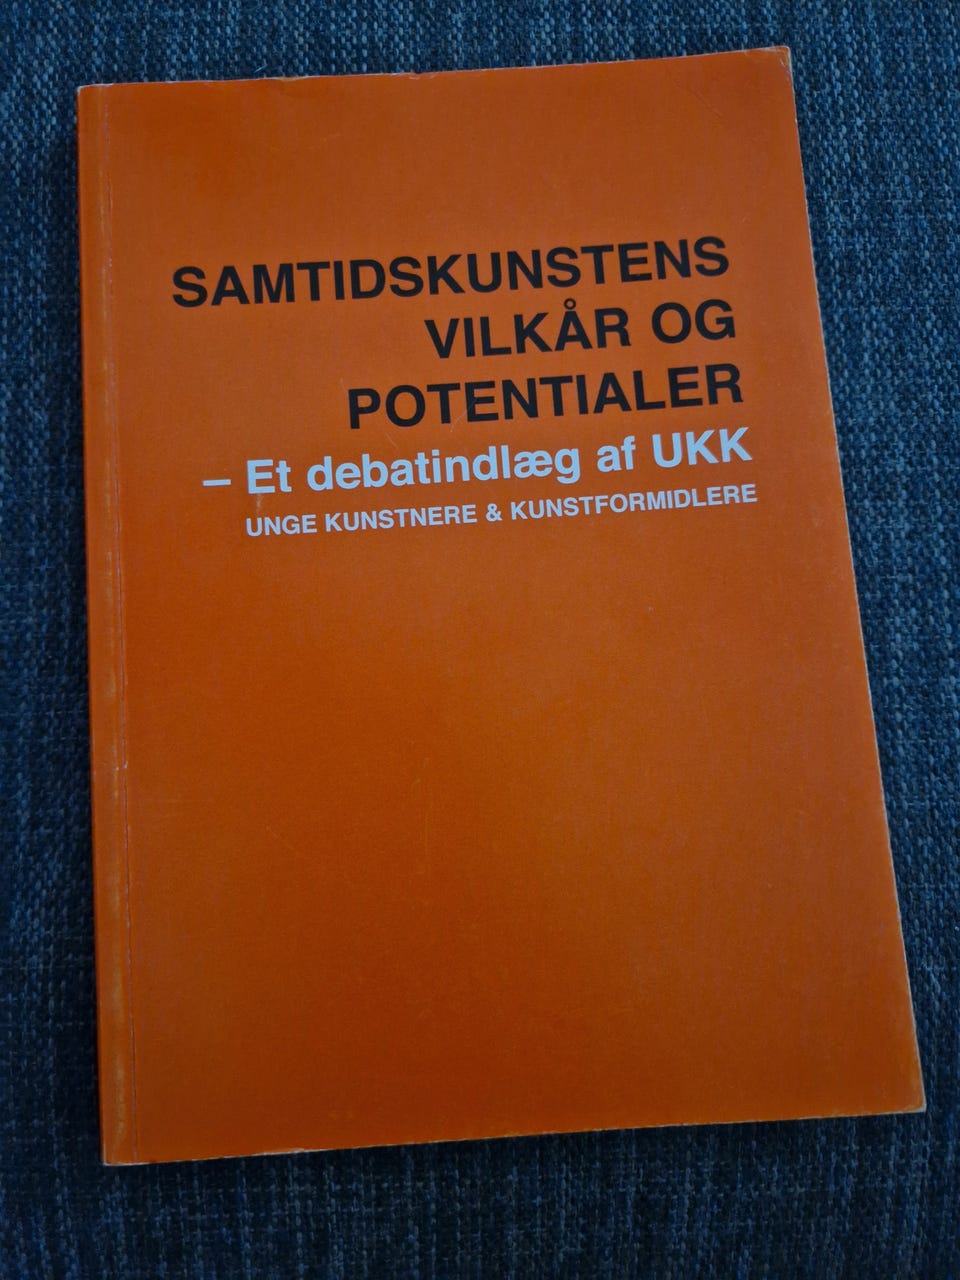 SAMTIDSKUNSTENS
VILKÅR OG
POTENTIALER
– Et debatindlæg af UKK
UNGE KUNSTNERE & KUNSTFORMIDLERE